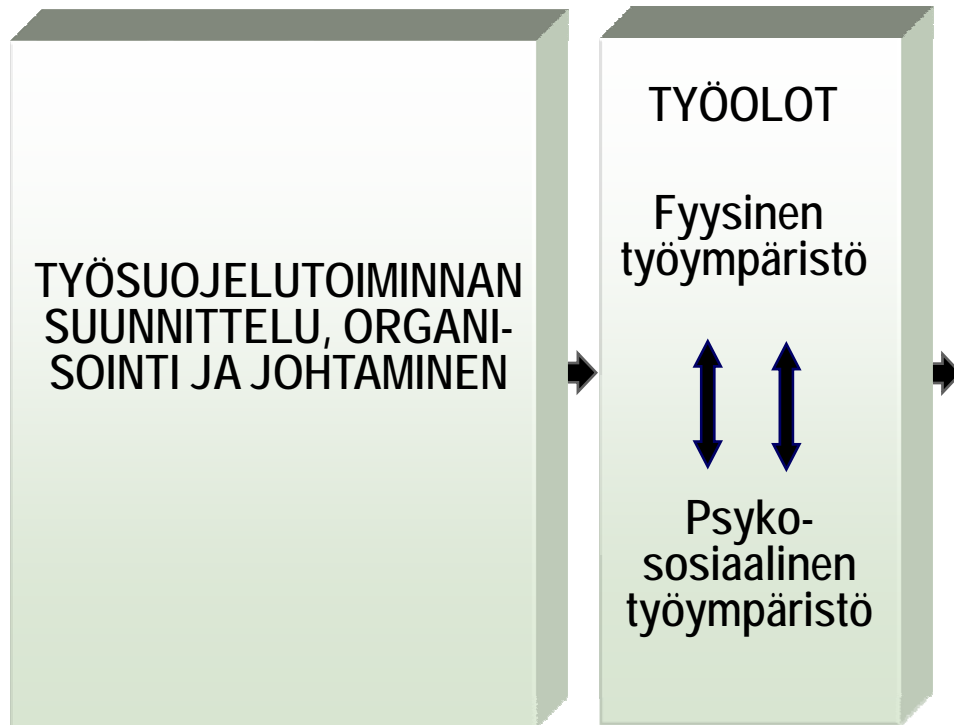 TYÖSUOJELUTOIMINNAN
SUUNNITTELU, ORGANI-
SOINTI JA JOHTAMINEN
TYÖOLOT
Fyysinen
työympäristö
Psyko-
sosiaalinen
työympäristö